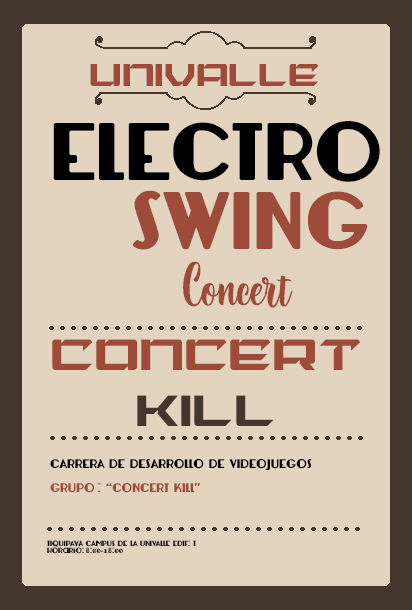 UNIVALLE
ELECTRO
SWING
Concert
CONCERT
KILL
CARRERA DE DESARROLLO DE VIDEOJUEGOS
GRUPO: “CONCERT KILL”
TIQUIPAYA CAMPUS DE LA UNIVALLE EDIF. 1
HORARIO: 8:00-18:00